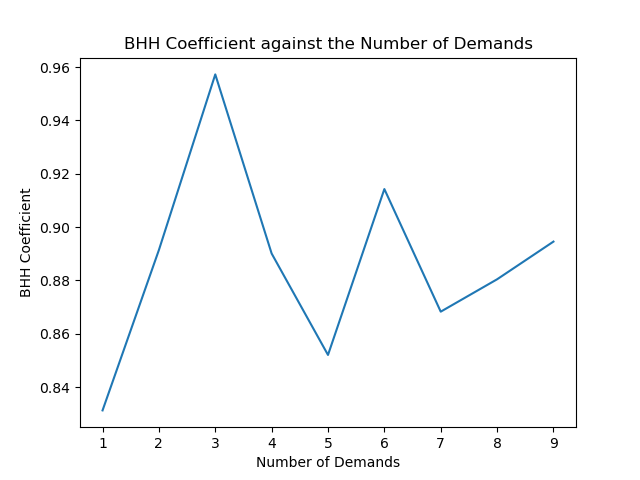 BHH Coefficient against the Number of Demands
0.96
0.94
0.92
0.90
0.88
0.86
0.84
BHH Coefficient
1 2 3 4 5 6 7 8 9
Number of Demands